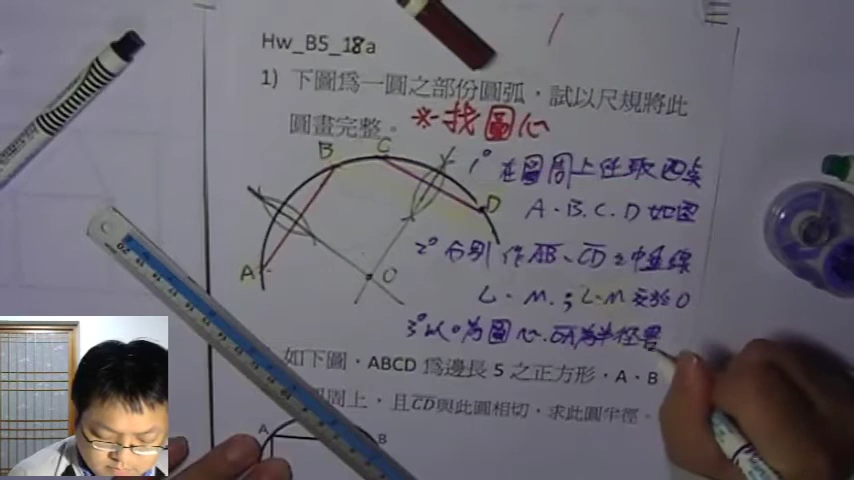 Hw_B5_18a
1) 下圖為一圓之部份圓弧，試以尺規將此
圓畫完整。 ※找圓心
B C
1° 在圓周上任取四点
D
A、B、C、D 如圖
2° 分別作AB、CD之中垂線
A O
L、M；L、M交於O
3° 以O為圓心、OA為半徑畫
如下圖，ABCD 為邊長 5 之正方形，A、B
圓周上，且CD與此圓相切，求此圓半徑。
A B
20